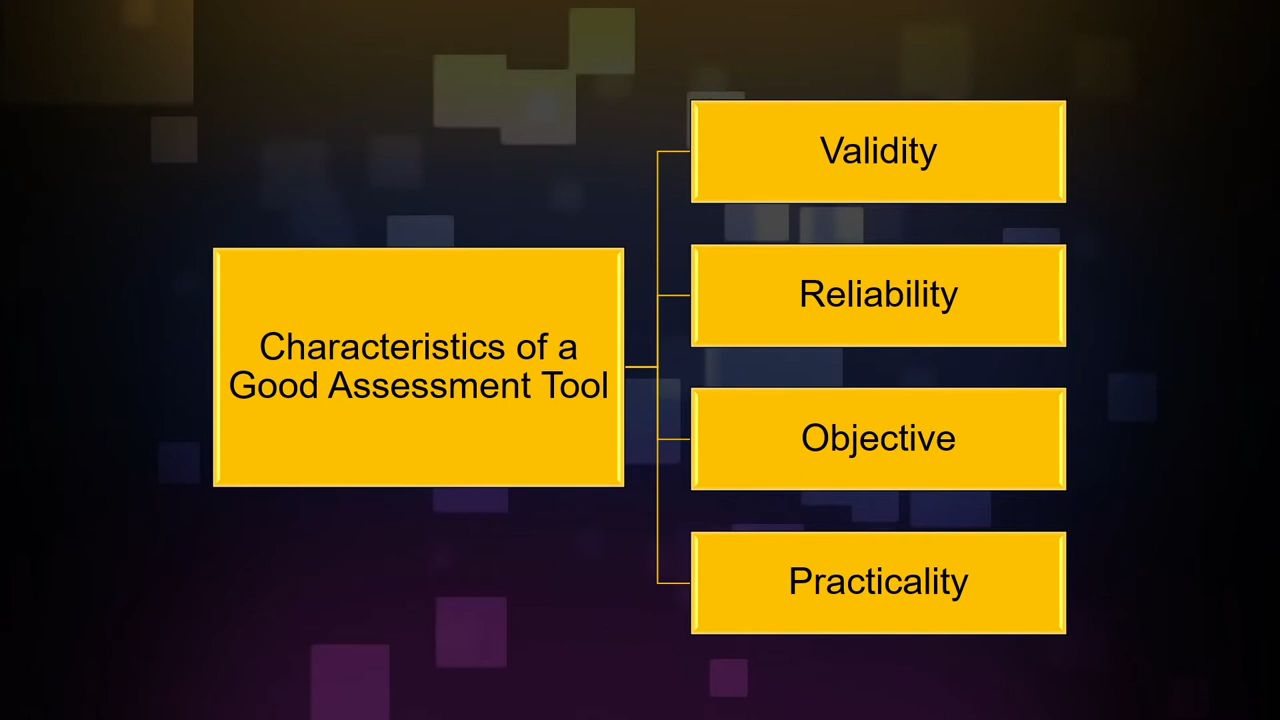 Characteristics of a
Good Assessment Tool
Validity
Reliability
Objective
Practicality